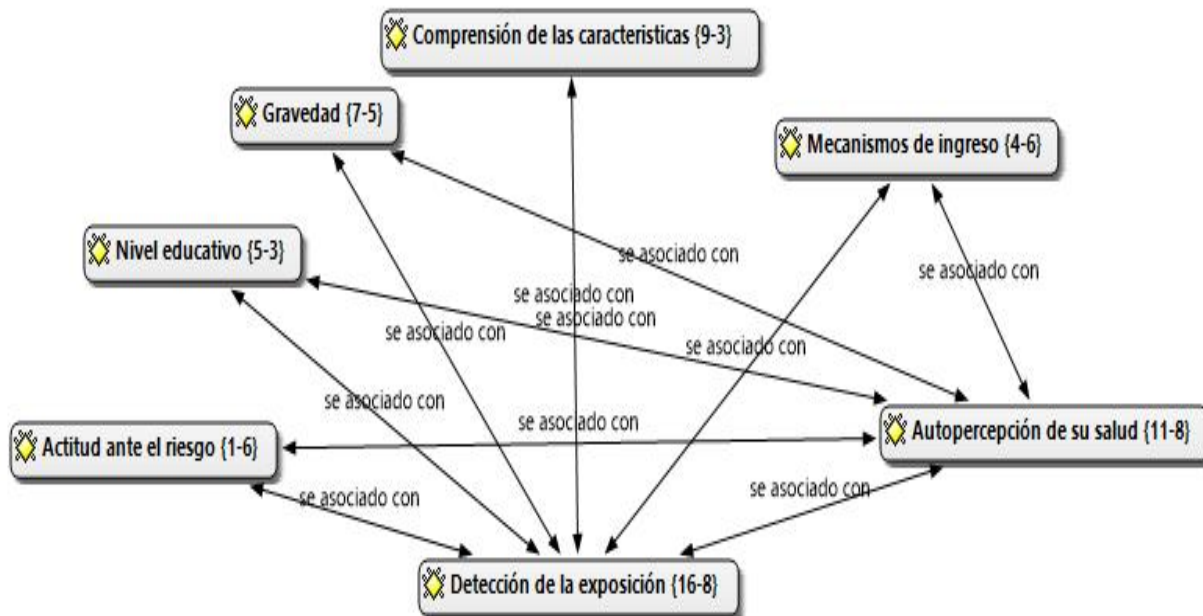 Comprensión de las caracteristicas {9-3}
Gravedad {7-5}
Mecanismos de ingreso {4-6}
Nivel educativo {5-3}
se asociado con
se asociado con
se asociado con
se asociado con
se asociado con
se asociado con
se asociado con
se asociado con
Actitud ante el riesgo {1-6}
Autopercepción de su salud {11-8}
se asociado con
se asociado con
se asociado con
Detección de la exposición {16-8}